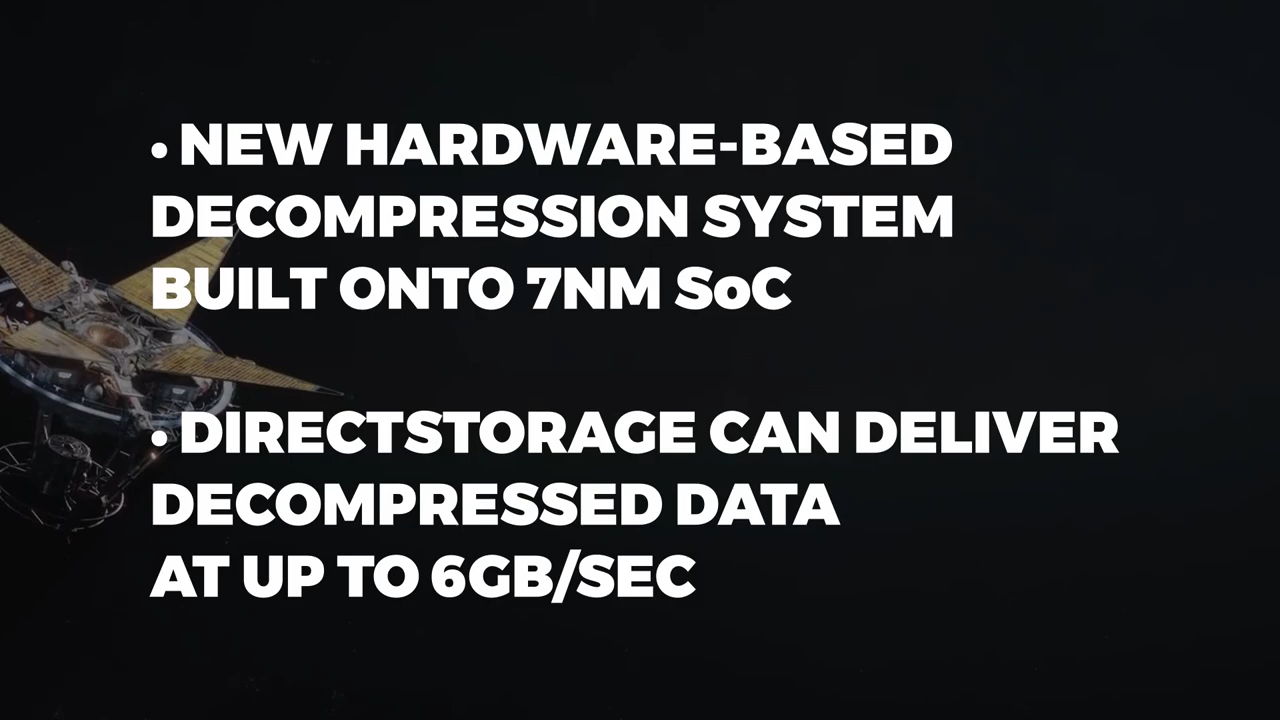 • NEW HARDWARE-BASED
DECOMPRESSION SYSTEM
BUILT ONTO 7NM SoC
• DIRECTSTORAGE CAN DELIVER
DECOMPRESSED DATA
AT UP TO 6GB/SEC